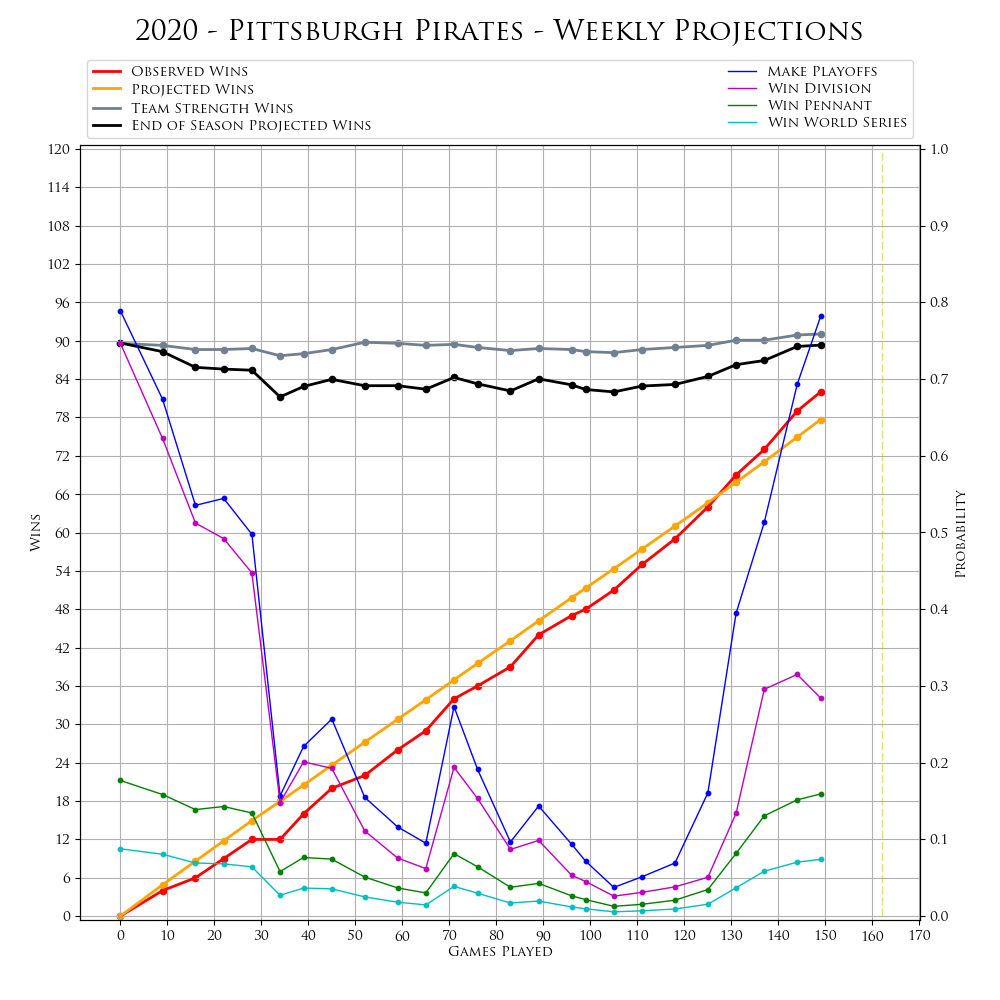 2020 - Pittsburgh Pirates - Weekly Projections
Observed Wins
Projected Wins
Team Strength Wins
End of Season Projected Wins
Make Playoffs
Win Division
Win Pennant
Win World Series
120
114
108
102
96
90
84
78
72
66
60
54
48
42
36
30
24
18
12
6
0
Wins
1.0
0.9
0.8
0.7
0.6
0.5
0.4
0.3
0.2
0.1
0.0
Probability
0 10 20 30 40 50 60 70 80 90 100 110 120 130 140 150 160 170
Games Played